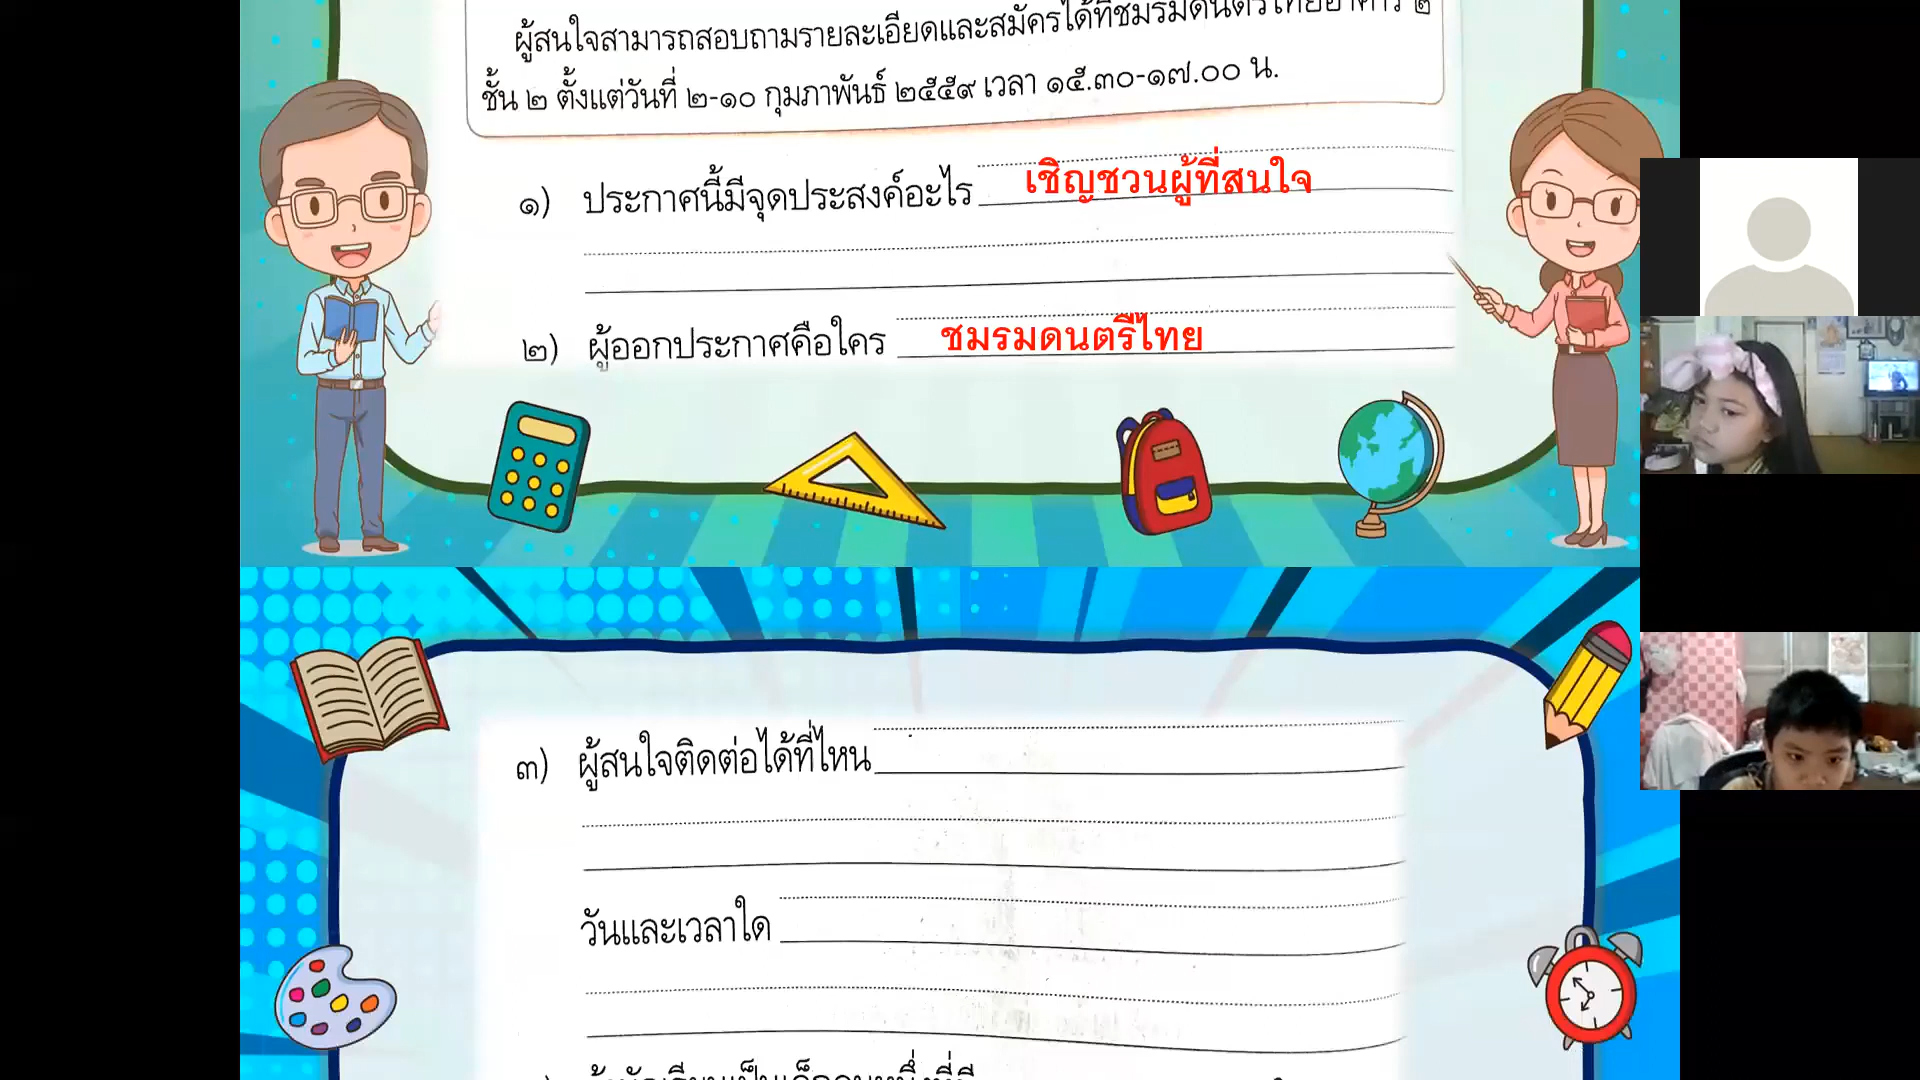 ผู้สนใจสามารถสอบถามรายละเอียดและสมัครได้ที่ชมรมดนตรีไทยอาคาร ๒
ชั้น ๒ ตั้งแต่วันที่ ๒-๑๐ กุมภาพันธ์ ๒๕๕๙ เวลา ๑๕.๓๐-๑๗.๐๐ น.
๑) ประกาศนี้มีจุดประสงค์อะไร เชิญชวนผู้ที่สนใจ
๒) ผู้ออกประกาศคือใคร ชมรมดนตรีไทย
๓) ผู้สนใจติดต่อได้ที่ไหน
วันและเวลาใด